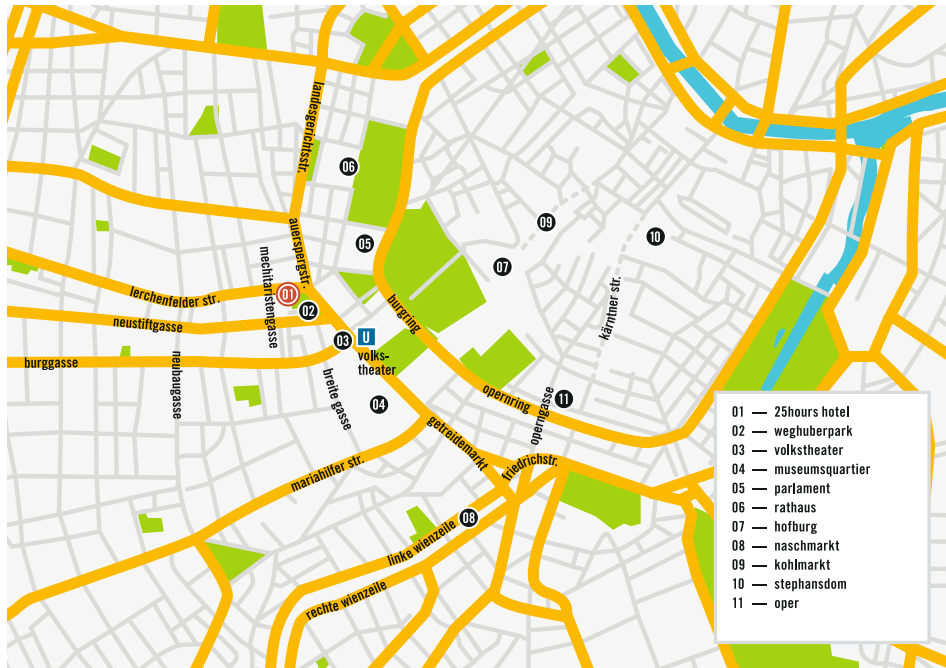 landesgerichtsstr.
06
auerspergstr.
05
09
10
07
mechitaristengasse
lerchenfelder str.
01
02
neustiftgasse
burgring
kärntner str.
03
U
volks-
theater
burggasse
neubaugasse
breite gasse
04
opernring
operngasse
11
getreidemarkt
friedrichstr.
mariahilfer str.
08
linke wienzeile
rechte wienzeile
01 — 25hours hotel
02 — weghuberpark
03 — volkstheater
04 — museumsquartier
05 — parlament
06 — rathaus
07 — hofburg
08 — naschmarkt
09 — kohlmarkt
10 — stephansdom
11 — oper